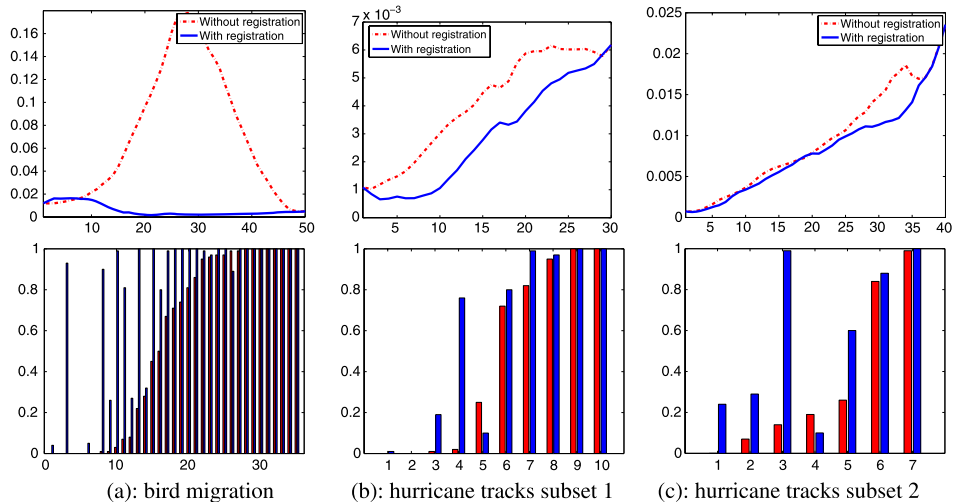 0.18
0.16
0.14
0.12
0.1
0.08
0.06
0.04
0.02
0
10 20 30 40 50
Without registration
With registration
x 10⁻³
7
6
5
4
3
2
1
0
5 10 15 20 25 30
Without registration
With registration
0.025
0.02
0.015
0.01
0.005
0
5 10 15 20 25 30 35 40
Without registration
With registration
1
0.8
0.6
0.4
0.2
0
0 10 20 30
1
0.8
0.6
0.4
0.2
0
1 2 3 4 5 6 7 8 9 10
1
0.8
0.6
0.4
0.2
0
1 2 3 4 5 6 7
(a): bird migration
(b): hurricane tracks subset 1
(c): hurricane tracks subset 2